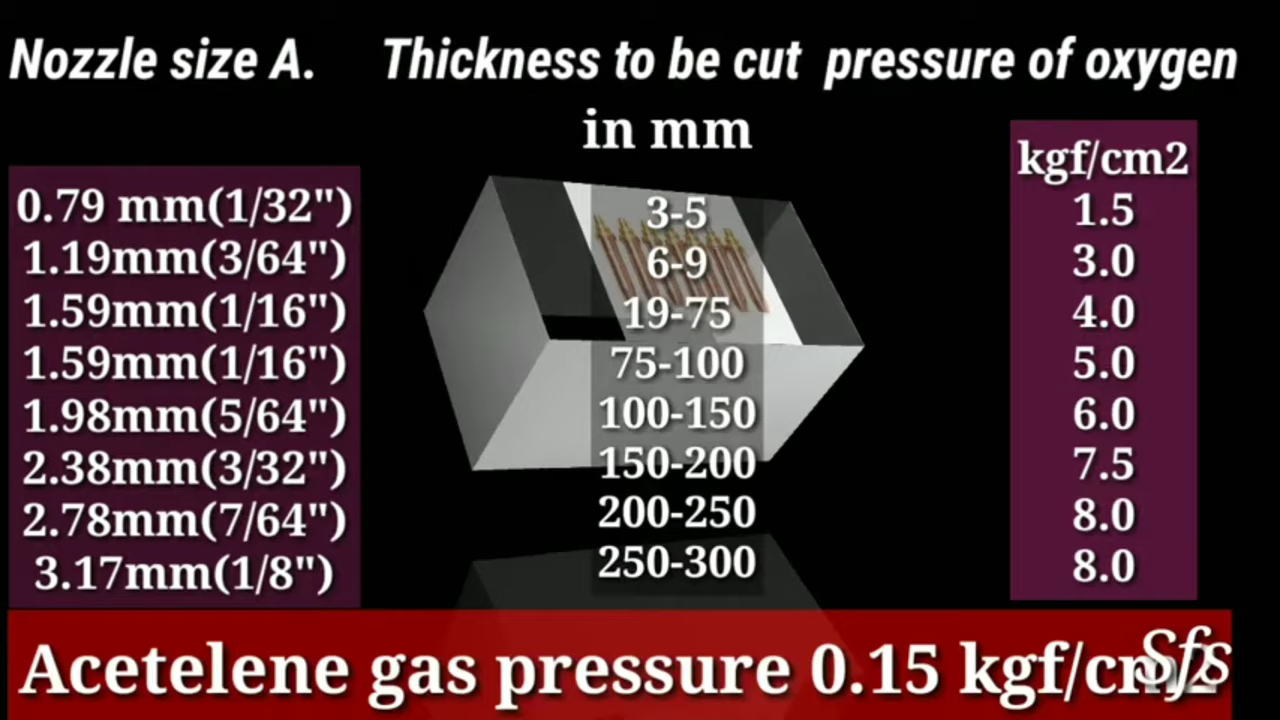 Nozzle size A. Thickness to be cut pressure of oxygen
in mm
kgf/cm2
0.79 mm(1/32") 3-5 1.5
1.19mm(3/64") 6-9 3.0
1.59mm(1/16") 19-75 4.0
1.59mm(1/16") 75-100 5.0
1.98mm(5/64") 100-150 6.0
2.38mm(3/32") 150-200 7.5
2.78mm(7/64") 200-250 8.0
3.17mm(1/8") 250-300 8.0
Acetelene gas pressure 0.15 kgf/cm2
Sfs